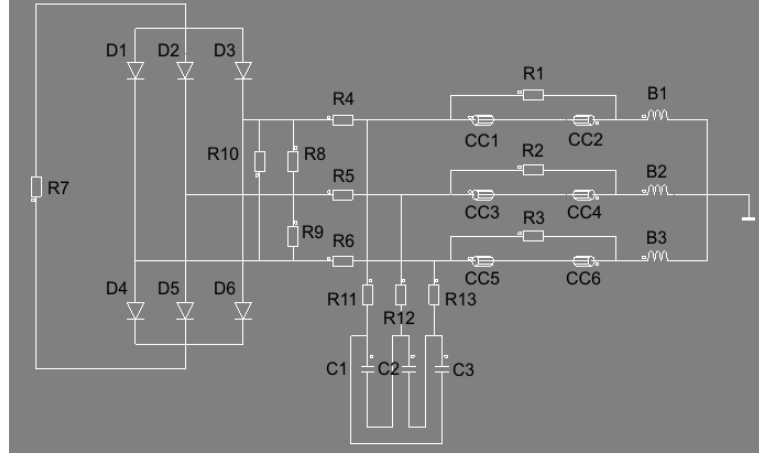 R1
D1 D2 D3
B1
R4
CC1 CC2
R10 R8
R2
R7
R5
B2
CC3 CC4
R9
R3
R6
B3
CC5 CC6
D4 D5 D6
R11 R13
R12
C1 C2 C3